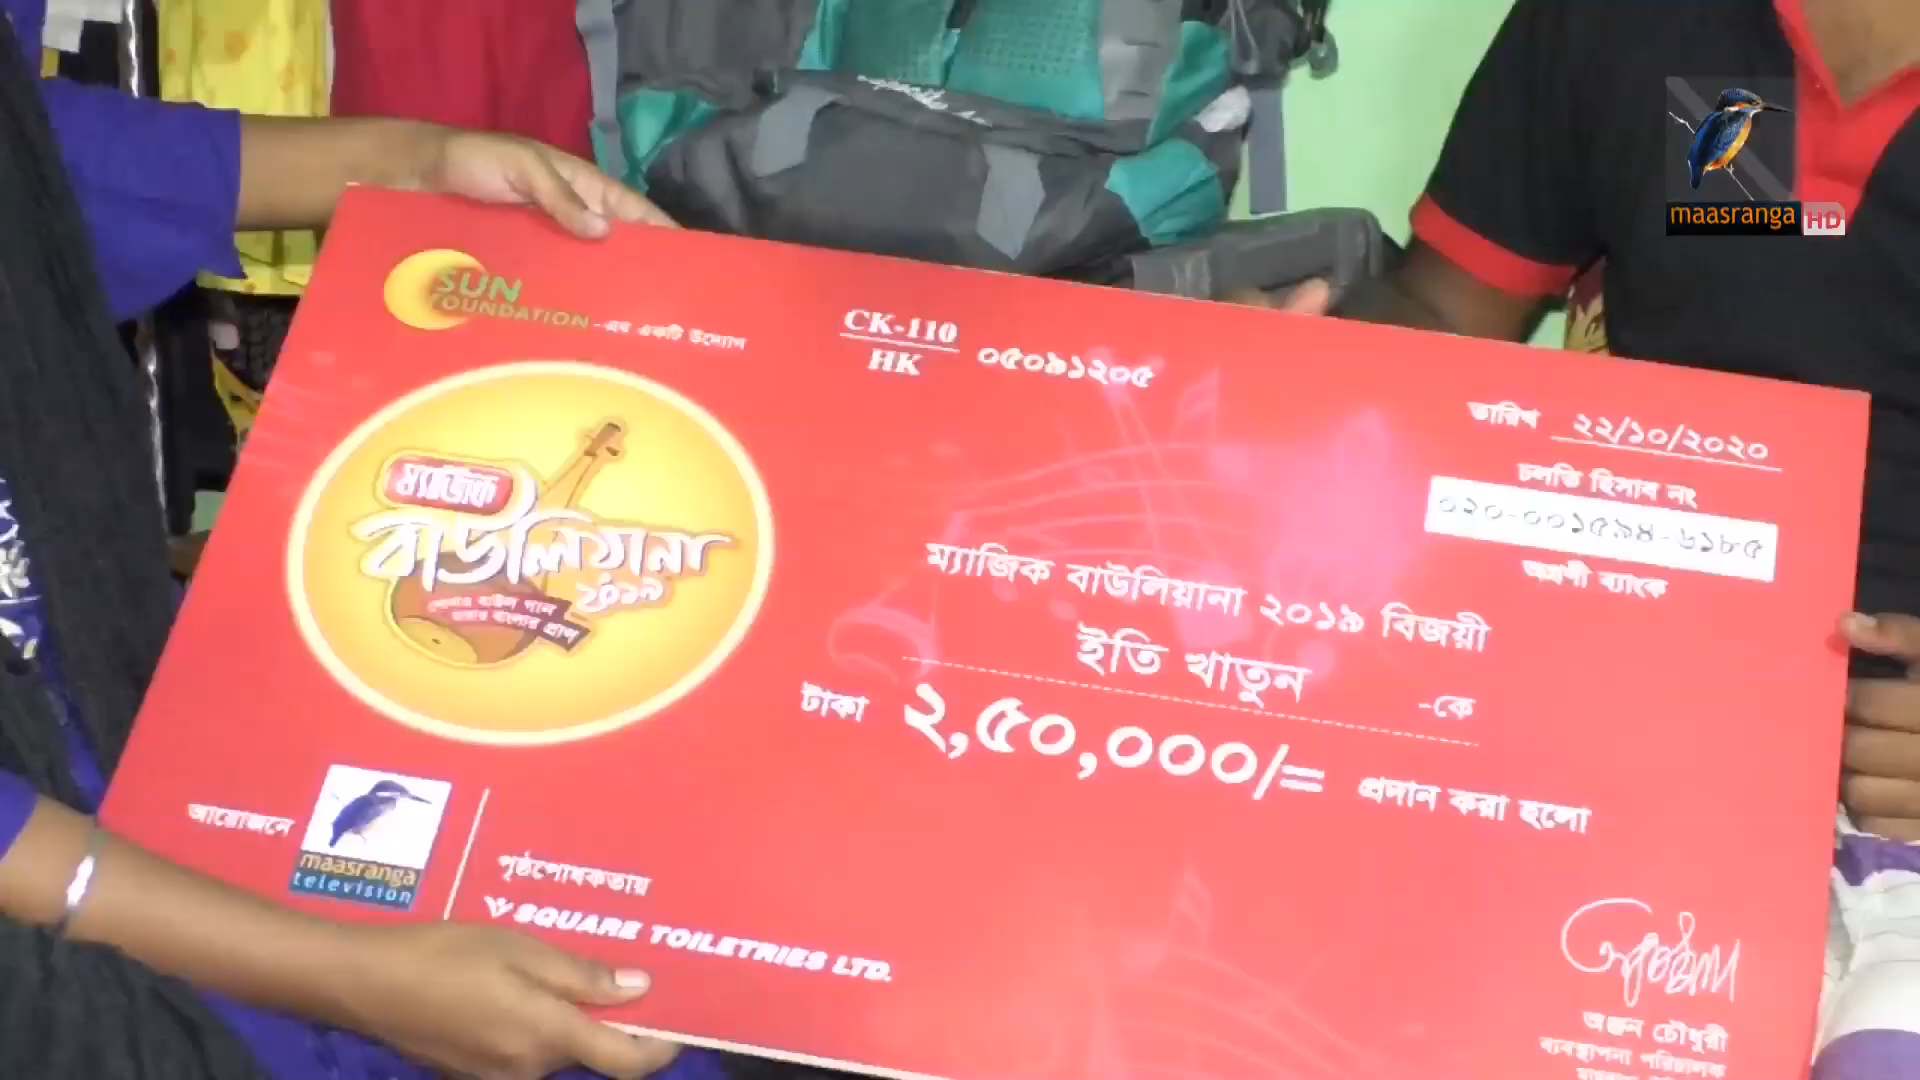 maasranga HD
SUN
FOUNDATION -এর একটি উদ্যোগ
CK-110
HK
০৫০৯১২০৫
তারিখ ২২/১০/২০২০
চলতি হিসাব নং
০২০-০০১৫৯৪-৬১৮৫
অগ্রণী ব্যাংক
ম্যাজিক
বাউলিয়ানা
২০১৯
ম্যাজিক বাউলিয়ানা ২০১৯ বিজয়ী
ইতি খাতুন -কে
টাকা ২,৫০,০০০/= প্রদান করা হলো
আয়োজনে
maasranga
television
পৃষ্ঠপোষকতায়
SQUARE TOILETRIES LTD.
অঞ্জন চৌধুরী
ব্যবস্থাপনা পরিচালক